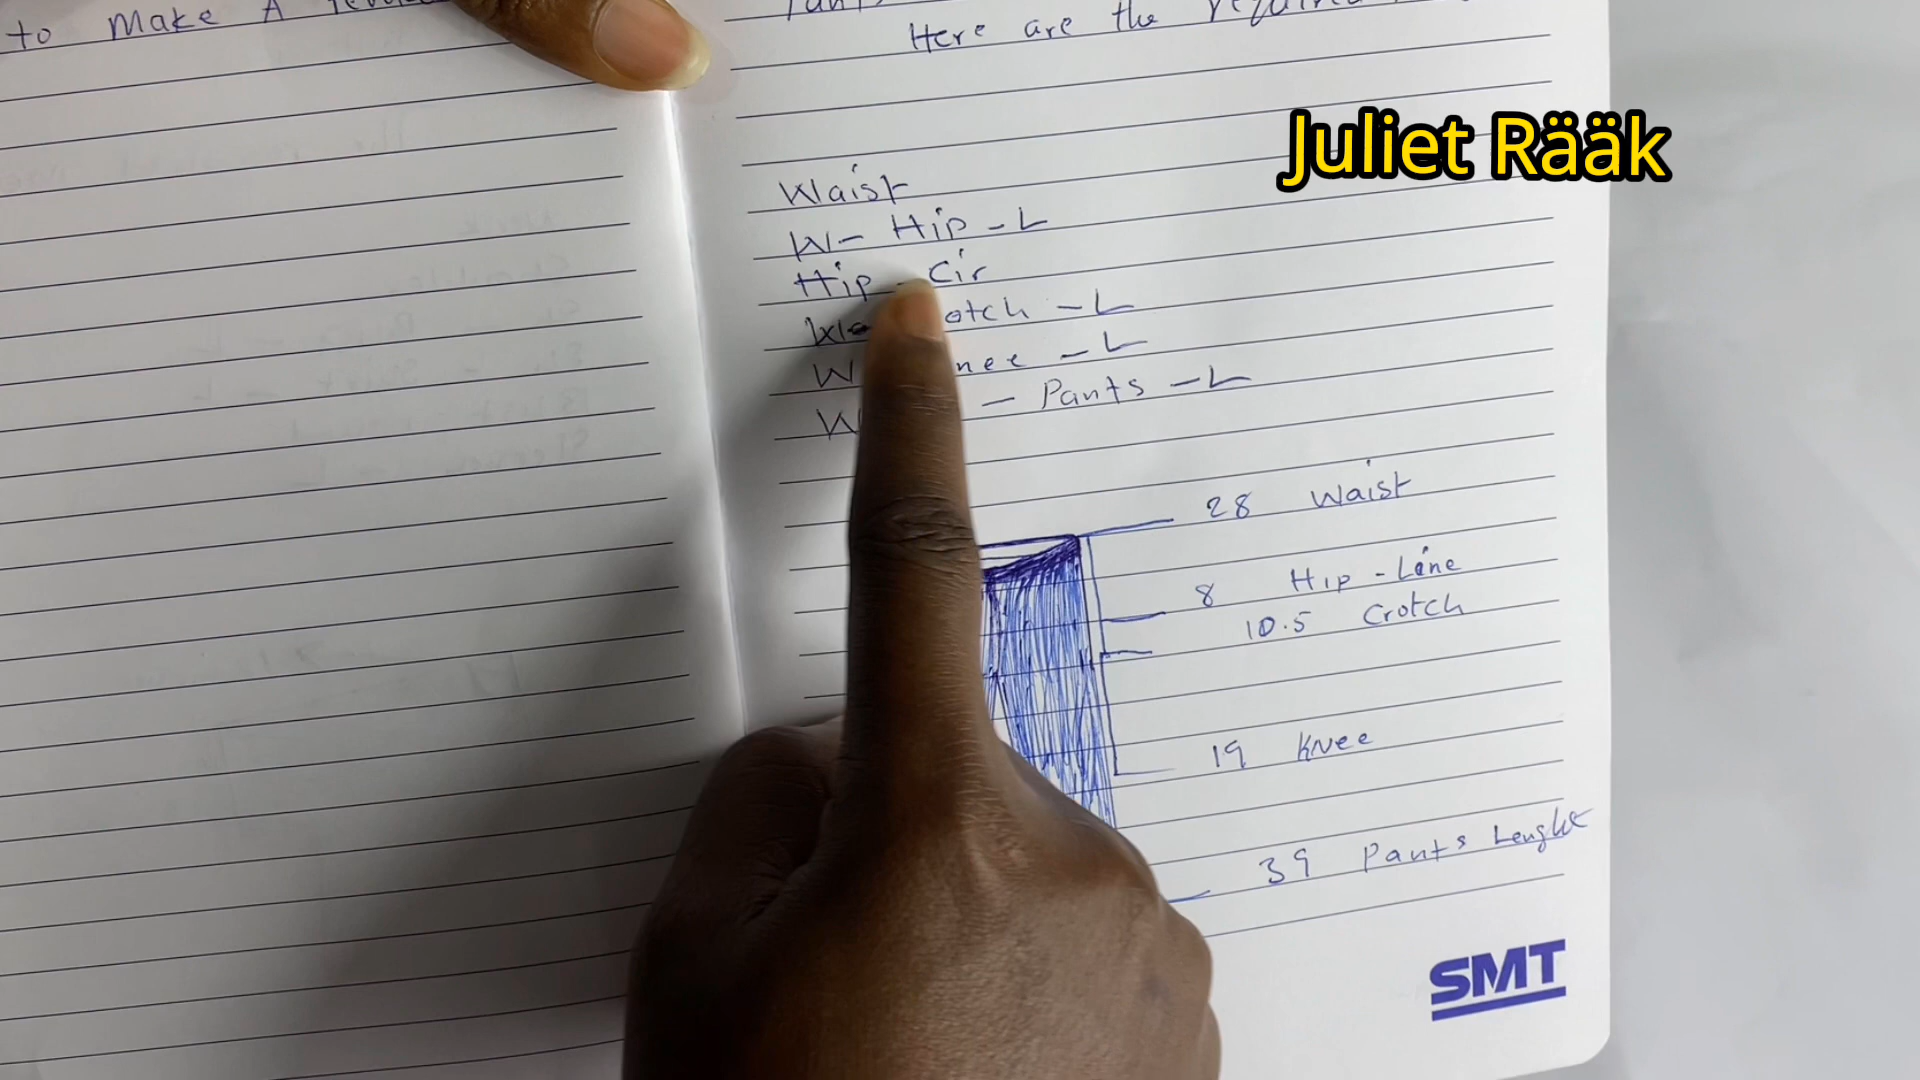 to Make A
Here are the
Juliet Rääk
Waist
W- Hip - L
Hip - Cir
otch - L
W nee - L
W - Pants - L
28 Waist
8 Hip - Line
10.5 Crotch
19 Knee
39 Pants Lenght
SMT